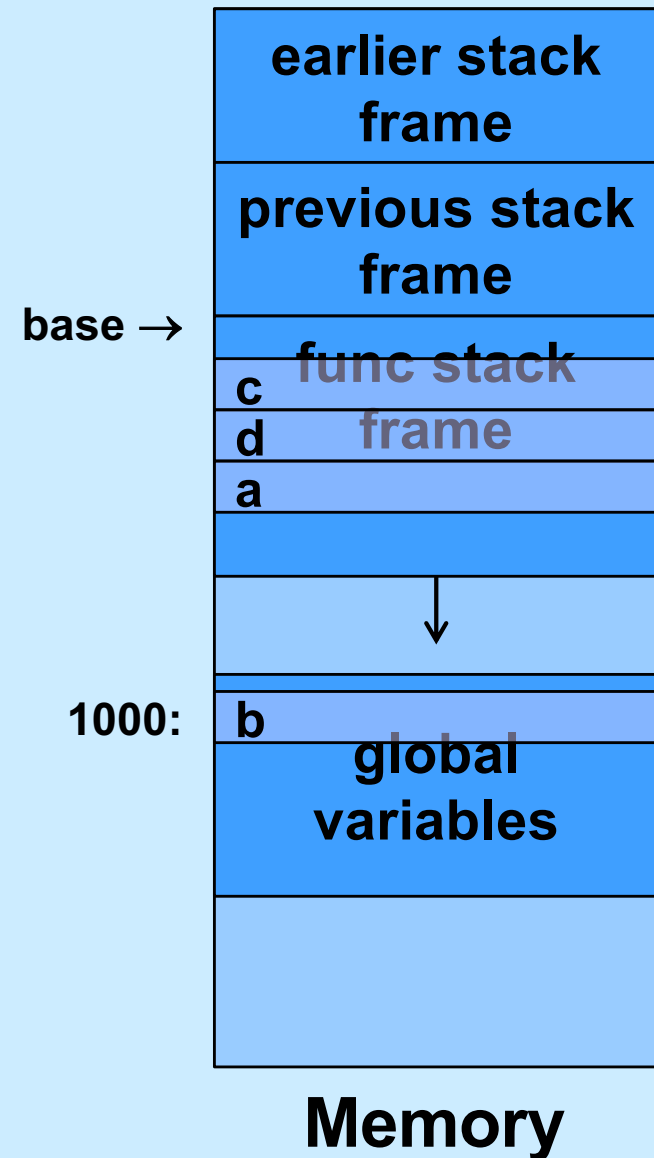 earlier stack
frame
previous stack
frame
base →
func stack
c
frame
d
a
1000:
b
global
variables
Memory